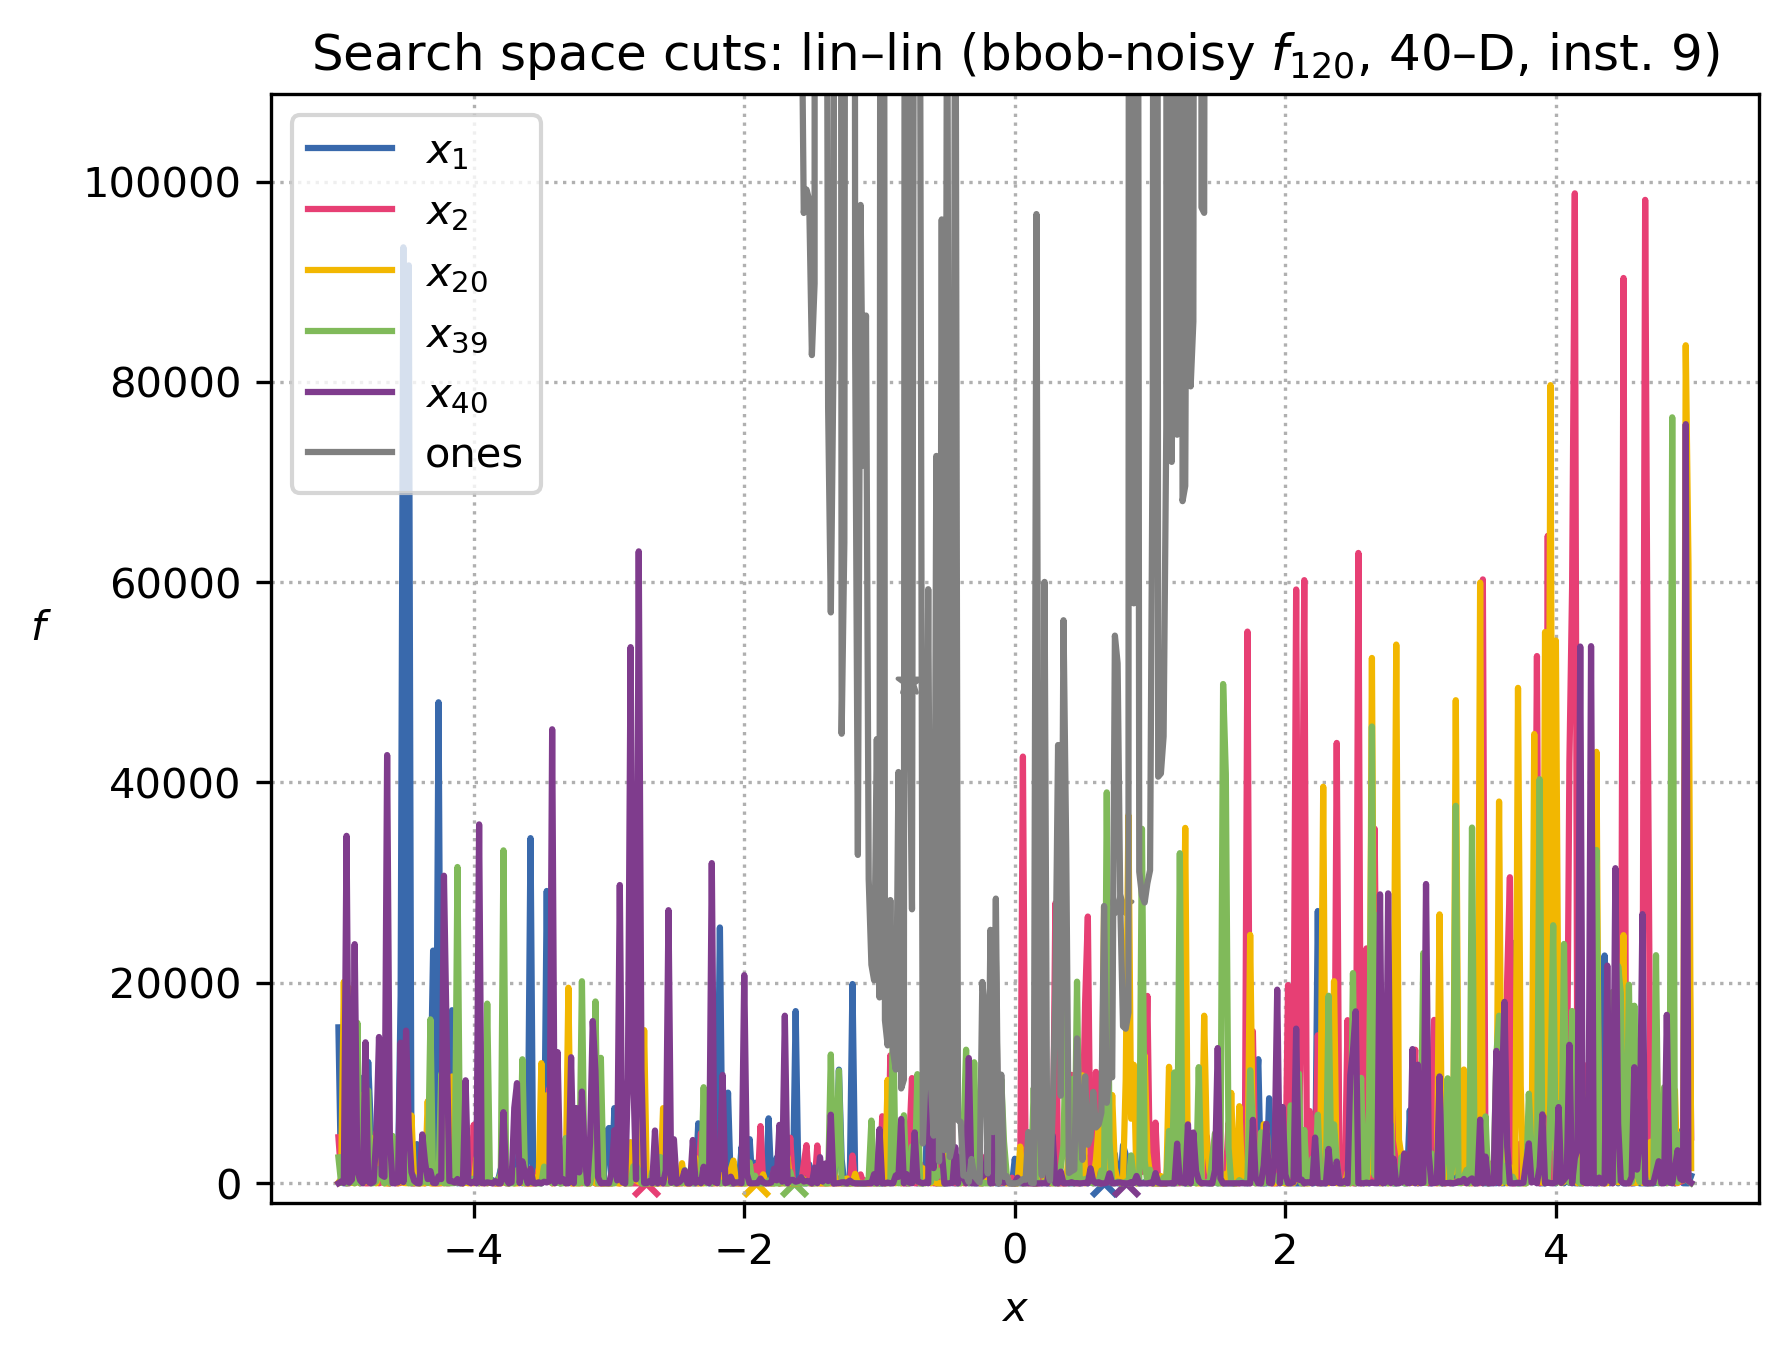 Search space cuts: lin–lin (bbob-noisy f₁₂₀, 40–D, inst. 9)
x₁
x₂
x₂₀
x₃₉
x₄₀
ones
100000
80000
60000
40000
20000
0
f
−4 −2 0 2 4
x